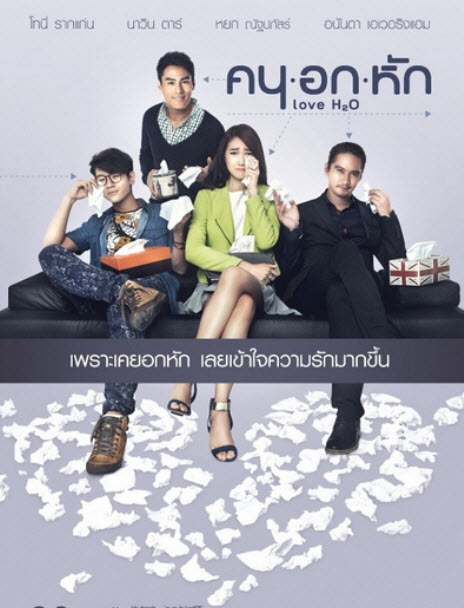 โทนี่ รากแก่น นาวิน ตาร์ หยก ณัฐฏภัสร์ อนันดา เอเวอริงแฮม
คน·อก·หัก
love H₂O
เพราะเคยอกหัก เลยเข้าใจความรักมากขึ้น